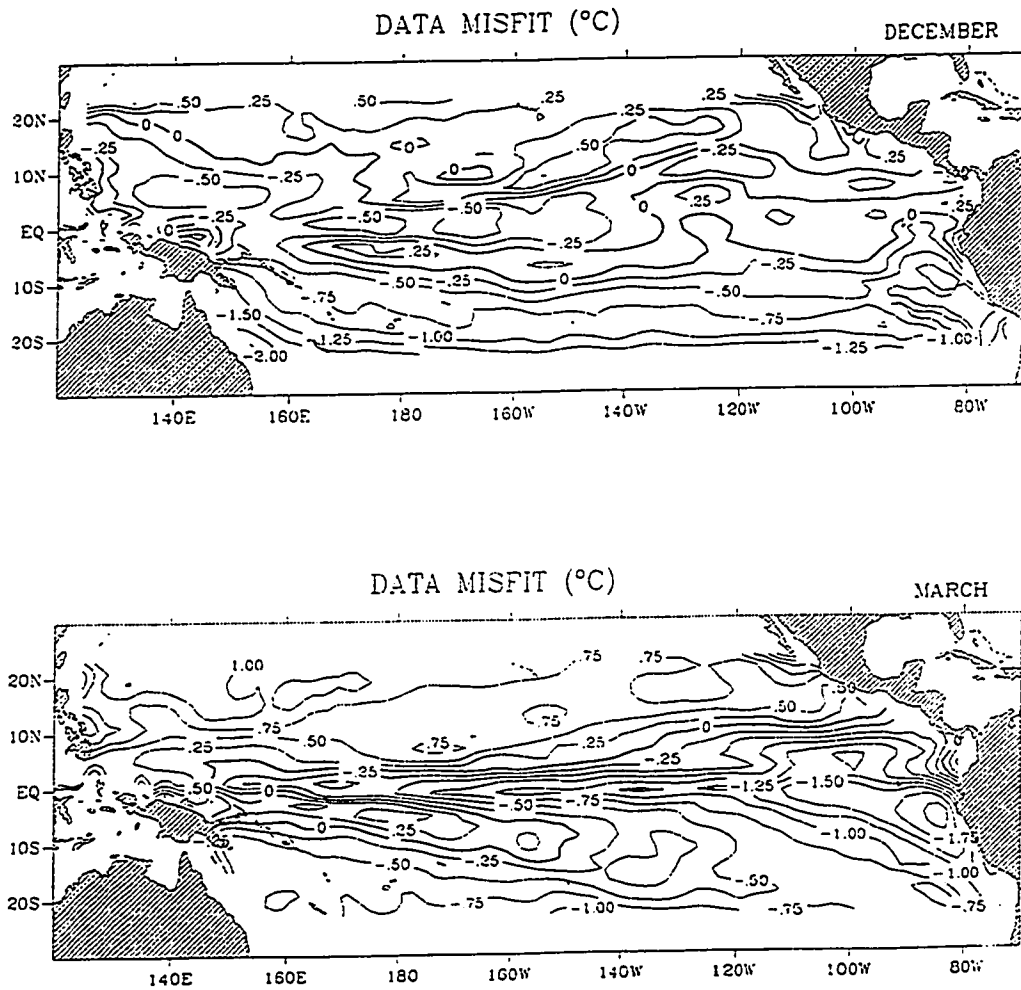 DATA MISFIT (°C)
DECEMBER
.50 .25 .50 .25 .25 .25
20N
0 0 0 .50 .25 0 .25
.25
10N
-.50 -.25 .25 0 -.25
-.25 -.50 -.50 0 .25 .25
EQ
0 .25 -.25 0
-.50 -.25 0 -.25
10S
-.75 -.50
-1.50 -.75
-1.25 -1.00 -1.25 -1.00
20S
-2.00
140E 160E 180 160W 140W 120W 100W 80W
DATA MISFIT (°C)
MARCH
1.00 .75 .75
20N
.50
.75 .75 .50 0
10N
.25 .50 .75 .25 0
-.25 -.25 -1.25 -1.50
EQ
.50 0 -.50 -.75
0 .25 -1.00 -1.75
10S
-.50 -.25 -.50 -1.00
20S
-.75 -1.00 -.75 -.75
140E 160E 180 160W 140W 120W 100W 80W